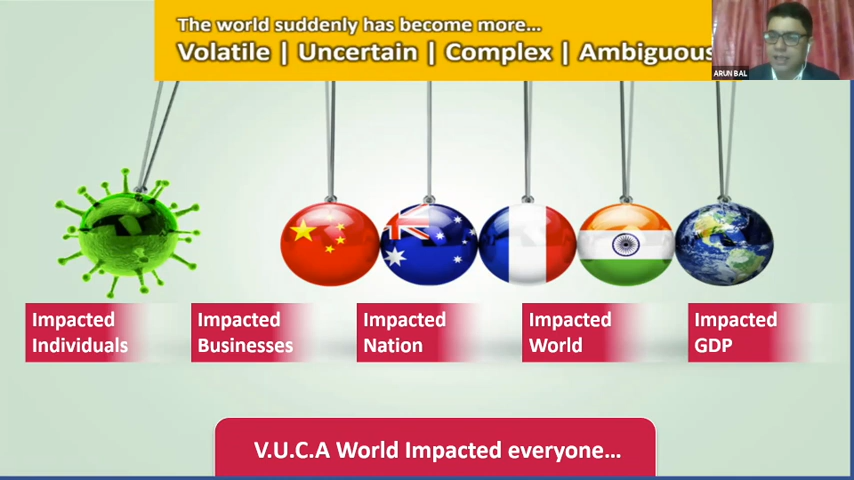 The world suddenly has become more...
Volatile | Uncertain | Complex | Ambiguous
ARUN BAL
Impacted
Individuals
Impacted
Businesses
Impacted
Nation
Impacted
World
Impacted
GDP
V.U.C.A World Impacted everyone...